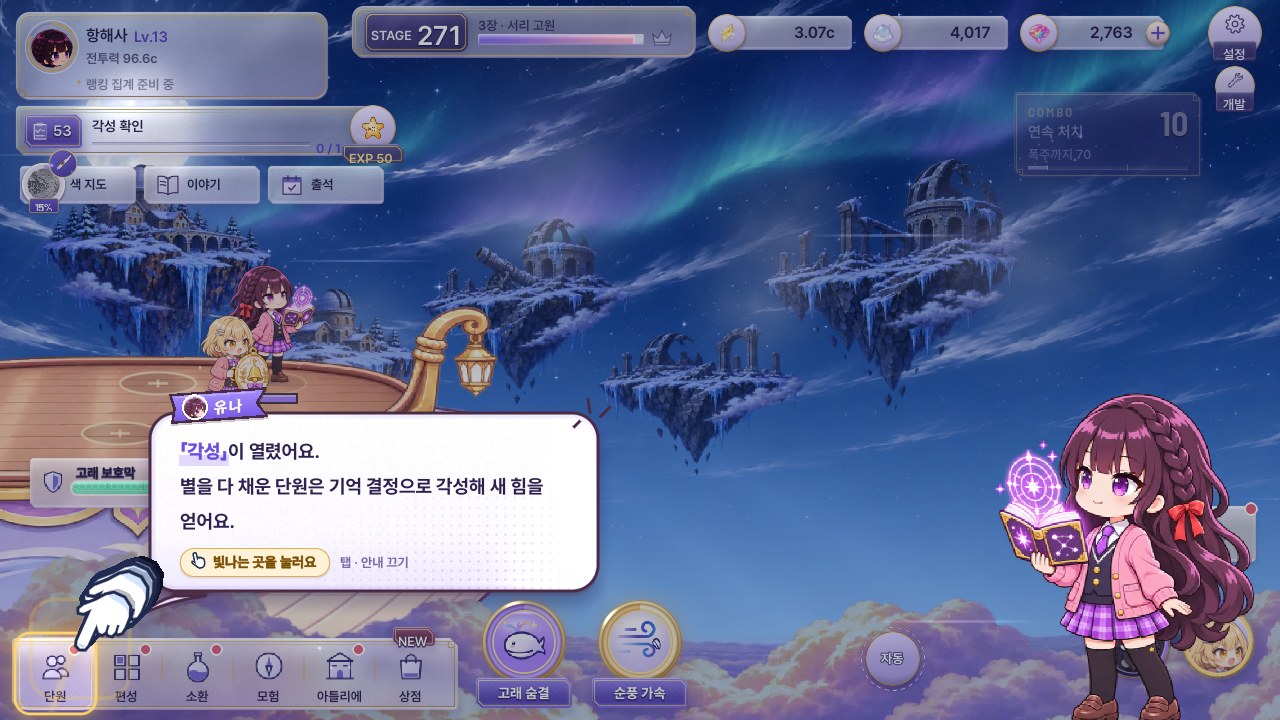 항해사 Lv.13
전투력 96.6c
* 랭킹 집계 준비 중
STAGE 271
3장 · 서리 고원
3.07c
4,017
2,763
설정
개발
53
각성 확인
0 / 1
EXP 50
15%
색 지도
이야기
출석
COMBO
연속 처치
10
폭주까지 70
유나
「각성」이 열렸어요.
별을 다 채운 단원은 기억 결정으로 각성해 새 힘을
얻어요.
빛나는 곳을 눌러요
탭 · 안내 끄기
고래 보호막
단원
편성
소환
모험
아틀리에
NEW
상점
고래 숨결
순풍 가속
자동